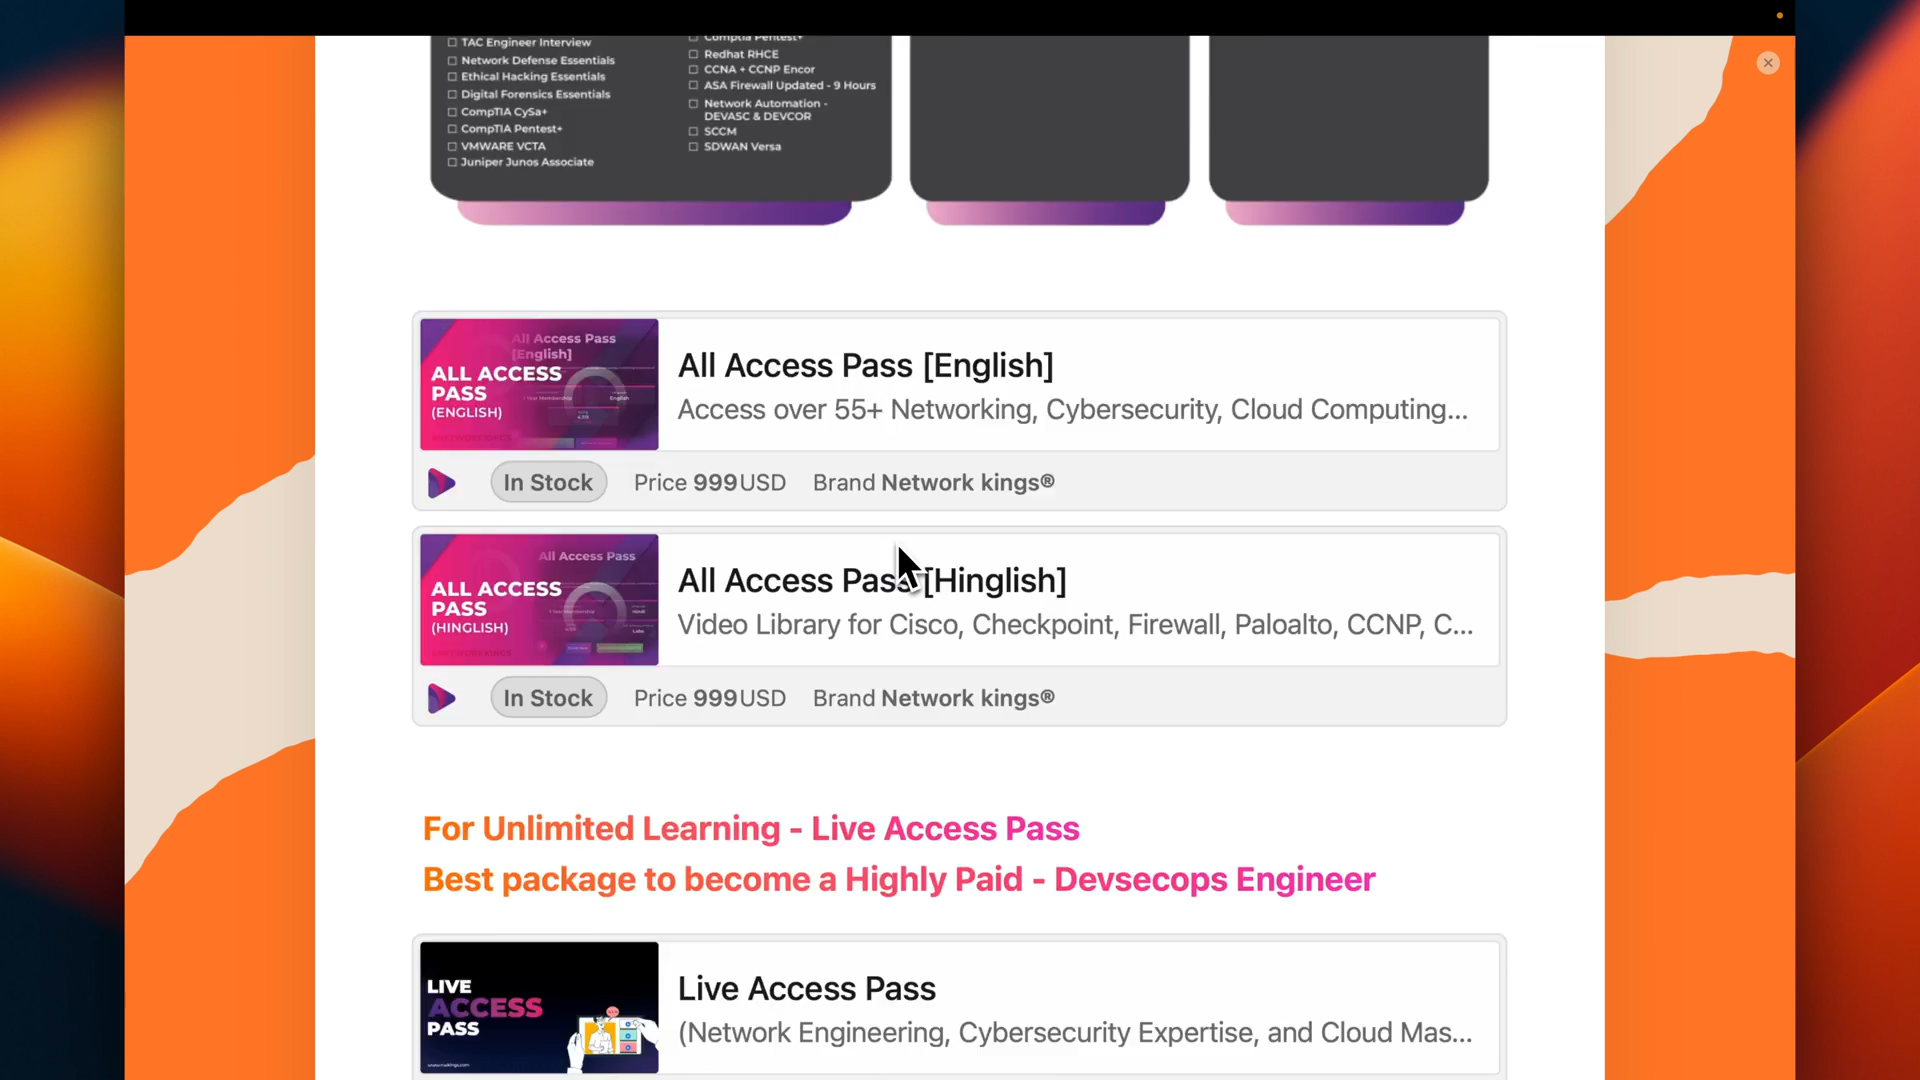 TAC Engineer Interview
Network Defense Essentials
Ethical Hacking Essentials
Digital Forensics Essentials
CompTIA CySa+
CompTIA Pentest+
VMWARE VCTA
Juniper Junos Associate
Comptia Pentest+
Redhat RHCE
CCNA + CCNP Encor
ASA Firewall Updated - 9 Hours
Network Automation -
DEVASC & DEVCOR
SCCM
SDWAN Versa
All Access Pass
[English]
ALL ACCESS
PASS
(ENGLISH)
1 Year Membership
English
All Access Pass [English]
Access over 55+ Networking, Cybersecurity, Cloud Computing...
In Stock
Price 999USD
Brand Network kings®
All Access Pass
ALL ACCESS
PASS
(HINGLISH)
All Access Pass [Hinglish]
Video Library for Cisco, Checkpoint, Firewall, Paloalto, CCNP, C...
In Stock
Price 999USD
Brand Network kings®
For Unlimited Learning - Live Access Pass
Best package to become a Highly Paid - Devsecops Engineer
LIVE
ACCESS
PASS
Live Access Pass
(Network Engineering, Cybersecurity Expertise, and Cloud Mas...